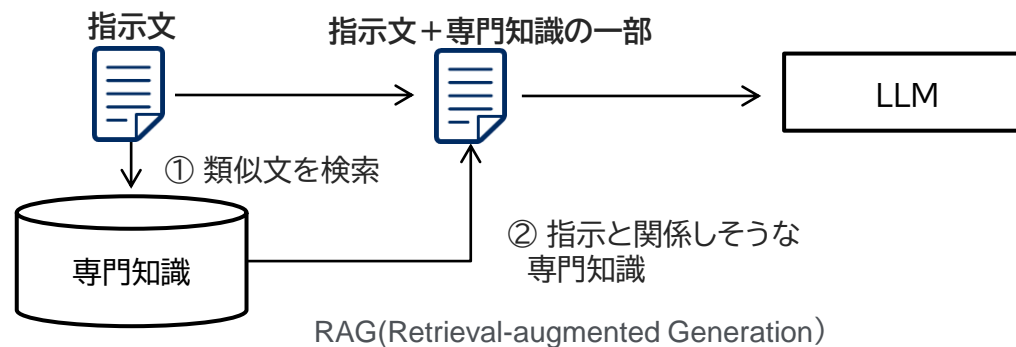 指示文
指示文+専門知識の一部
LLM
① 類似文を検索
② 指示と関係しそうな
専門知識
専門知識
RAG(Retrieval-augmented Generation)